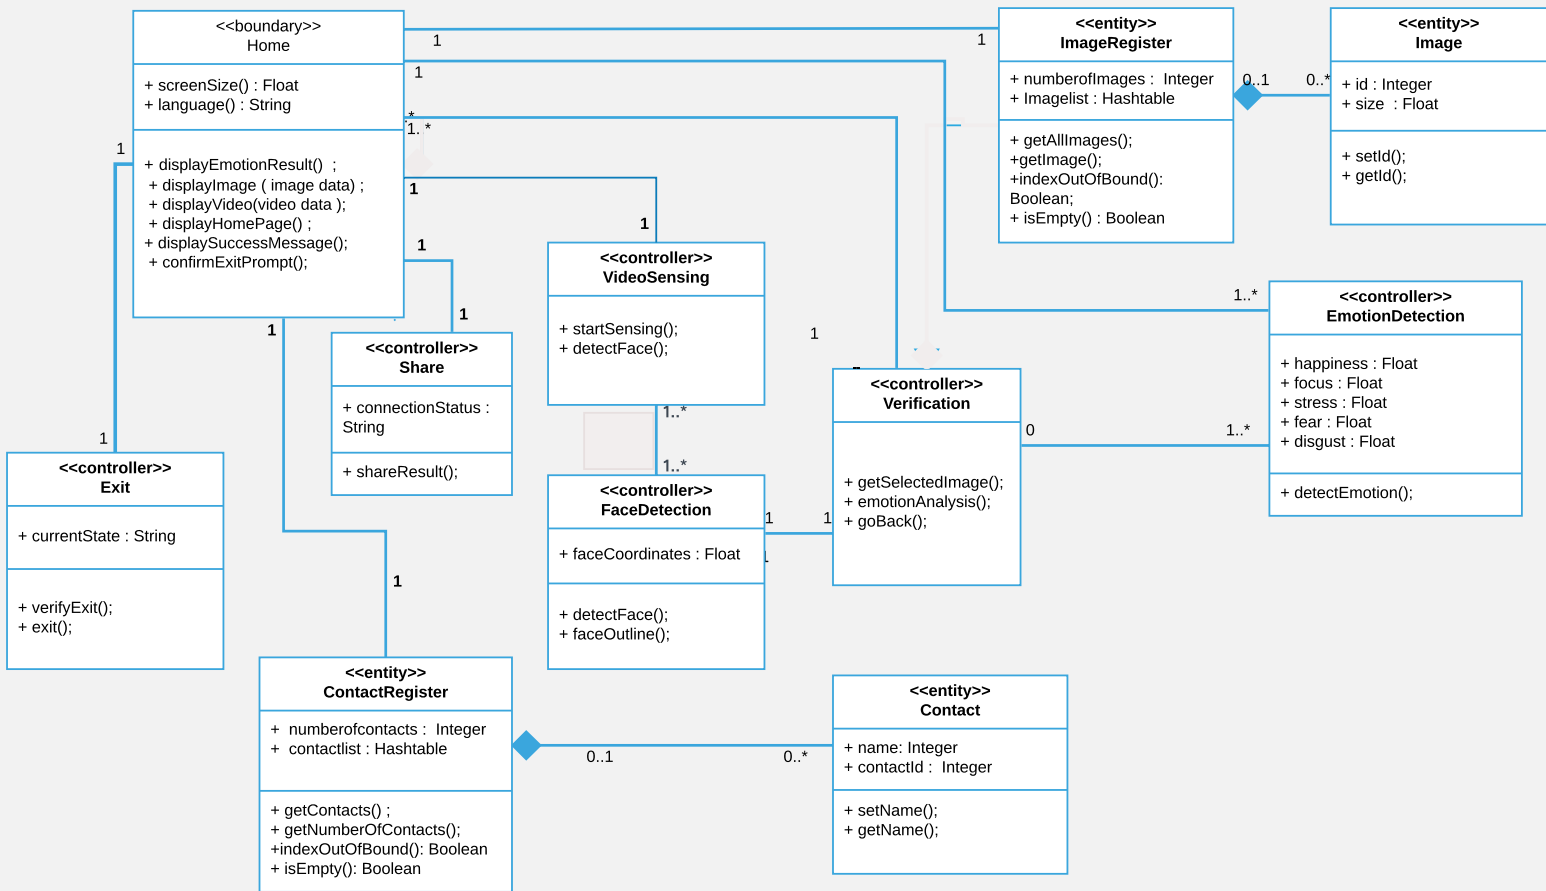 <<boundary>>
Home
+ screenSize() : Float
+ language() : String
+ displayEmotionResult()  ;
+ displayImage ( image data) ;
+ displayVideo(video data );
+ displayHomePage() ;
+ displaySuccessMessage();
+ confirmExitPrompt();
1
1
1
.*
1. *
1
1
1
1
1
1
1
1
1
<<entity>>
ImageRegister
+ numberofImages :  Integer
+ Imagelist : Hashtable
+ getAllImages();
+getImage();
+indexOutOfBound():
Boolean;
+ isEmpty() : Boolean
0..1
0..*
<<entity>>
Image
+ id : Integer
+ size  : Float
+ setId();
+ getId();
<<controller>>
VideoSensing
+ startSensing();
+ detectFace();
1..*
1..*
<<controller>>
Share
+ connectionStatus :
String
+ shareResult();
<<controller>>
Exit
+ currentState : String
+ verifyExit();
+ exit();
<<controller>>
FaceDetection
+ faceCoordinates : Float
+ detectFace();
+ faceOutline();
1
1
1
<<controller>>
Verification
+ getSelectedImage();
+ emotionAnalysis();
+ goBack();
0
1..*
1..*
<<controller>>
EmotionDetection
+ happiness : Float
+ focus : Float
+ stress : Float
+ fear : Float
+ disgust : Float
+ detectEmotion();
<<entity>>
ContactRegister
+  numberofcontacts :  Integer
+  contactlist : Hashtable
+ getContacts() ;
+ getNumberOfContacts();
+indexOutOfBound(): Boolean
+ isEmpty(): Boolean
0..1
0..*
<<entity>>
Contact
+ name: Integer
+ contactId :  Integer
+ setName();
+ getName();